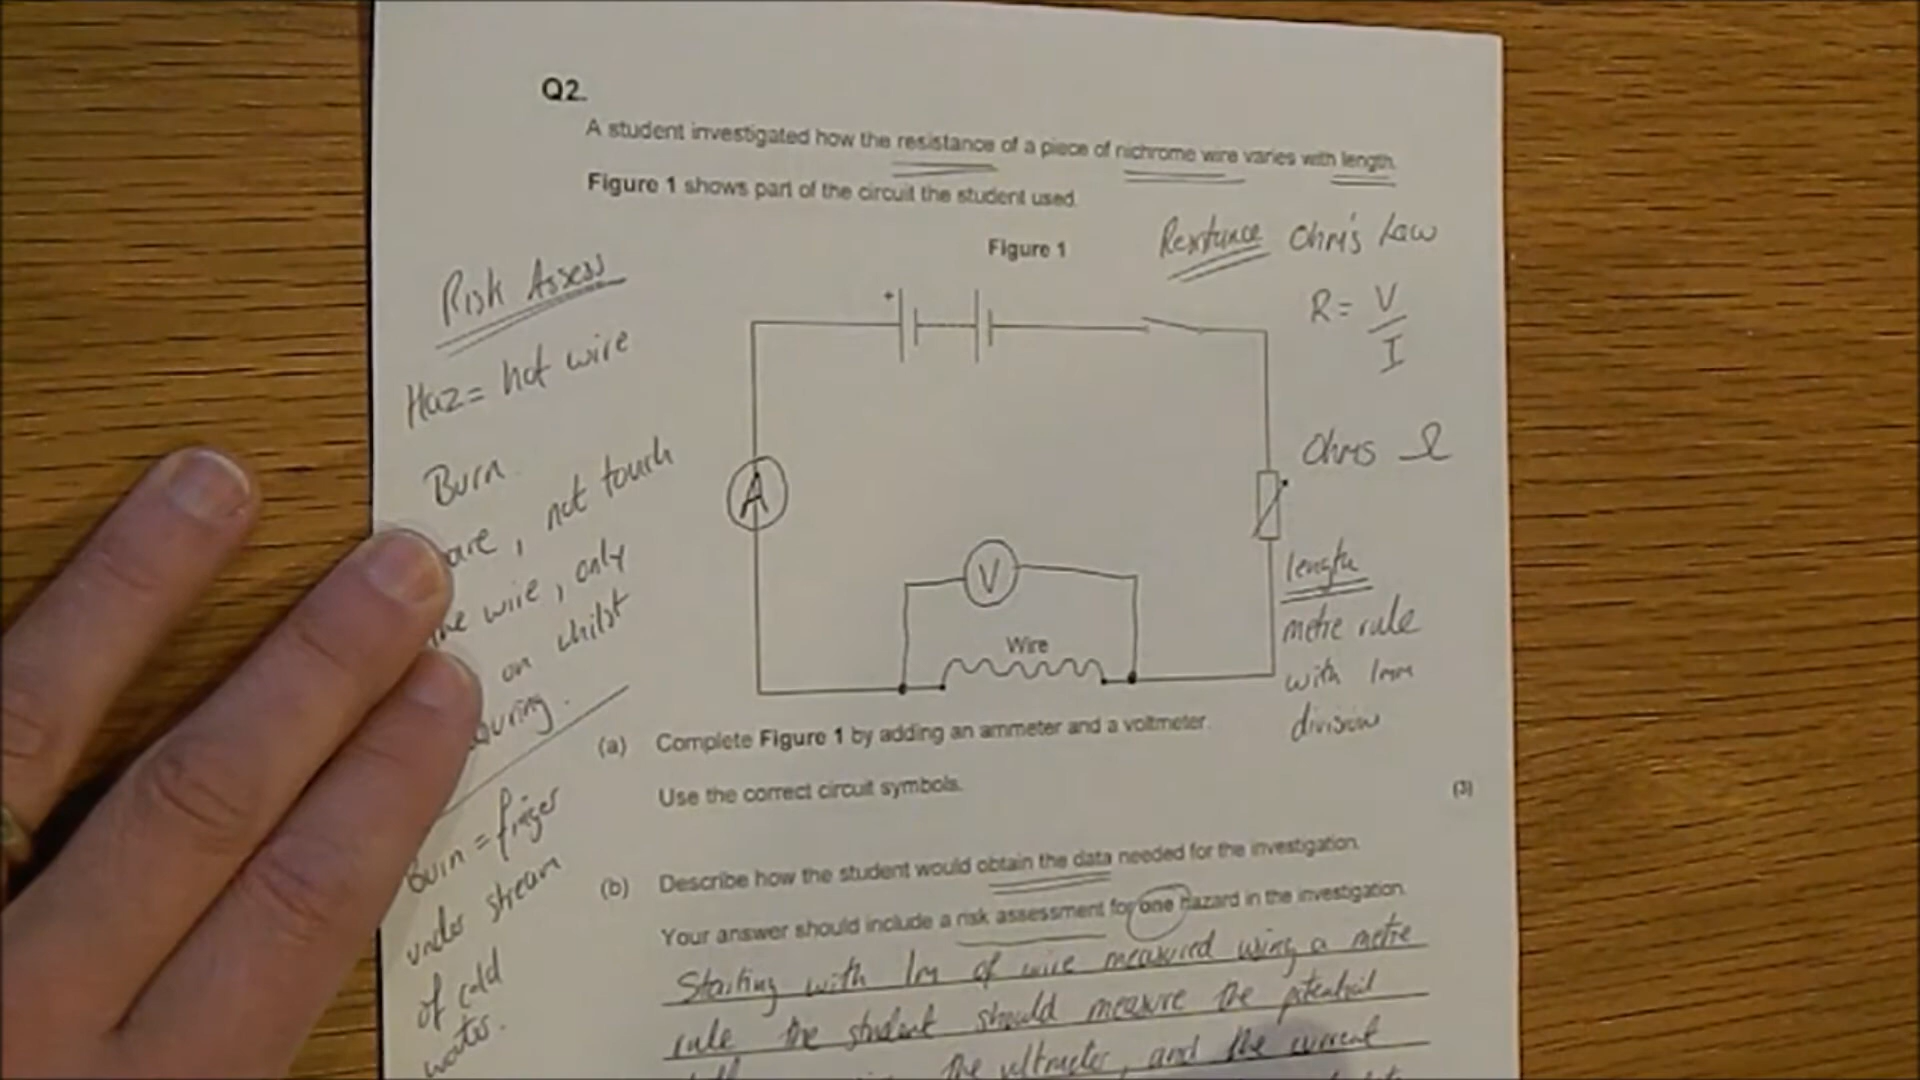 Q2.
A student investigated how the resistance of a piece of nichrome wire varies with length.
Figure 1 shows part of the circuit the student used.
Figure 1
Resistance Ohm's Law
R = V
I
Ohms Ω
Risk Assess
Haz = hot wire
Burn
not touch
wire, only
on whilst
A
V
Wire
length
metre rule
with 1mm
division
(a) Complete Figure 1 by adding an ammeter and a voltmeter.
Use the correct circuit symbols.
(3)
Burn = finger
under stream
of cold
water.
(b) Describe how the student would obtain the data needed for the investigation.
Your answer should include a risk assessment for one hazard in the investigation.
Starting with 1m of wire measured using a metre
rule the student should measure the potential
the voltmeter, and the current